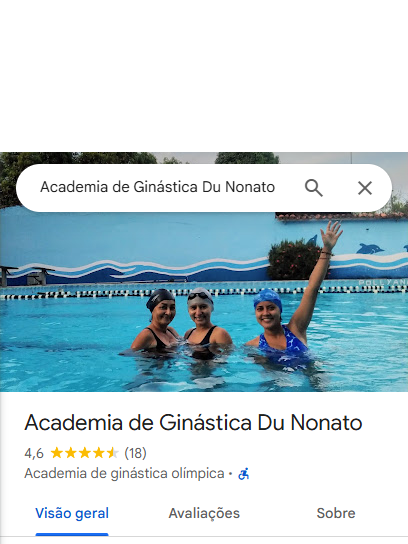 Academia de Ginástica Du Nonato
Academia de Ginástica Du Nonato
4,6 (18)
Academia de ginástica olímpica ·
Visão geral Avaliações Sobre